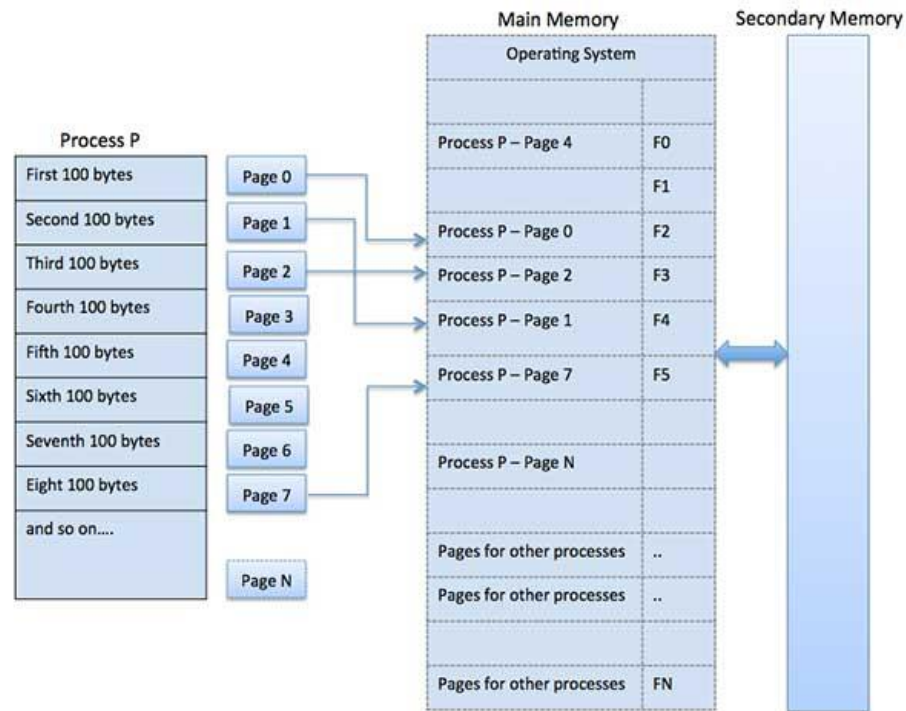 Main Memory
Secondary Memory
Operating System
Process P
First 100 bytes
Second 100 bytes
Third 100 bytes
Fourth 100 bytes
Fifth 100 bytes
Sixth 100 bytes
Seventh 100 bytes
Eight 100 bytes
and so on....
Page 0
Page 1
Page 2
Page 3
Page 4
Page 5
Page 6
Page 7
Page N
Process P – Page 4 F0
F1
Process P – Page 0 F2
Process P – Page 2 F3
Process P – Page 1 F4
Process P – Page 7 F5
Process P – Page N
Pages for other processes ..
Pages for other processes ..
Pages for other processes FN